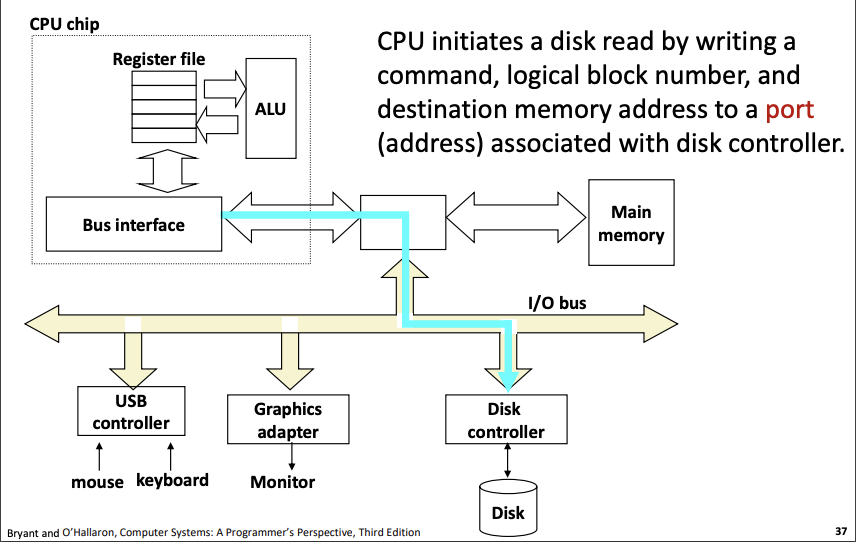 CPU chip
Register file
ALU
CPU initiates a disk read by writing a
command, logical block number, and
destination memory address to a port
(address) associated with disk controller.
Bus interface
Main
memory
I/O bus
USB
controller
Graphics
adapter
Disk
controller
mouse
keyboard
Monitor
Disk
Bryant and O'Hallaron, Computer Systems: A Programmer's Perspective, Third Edition
37